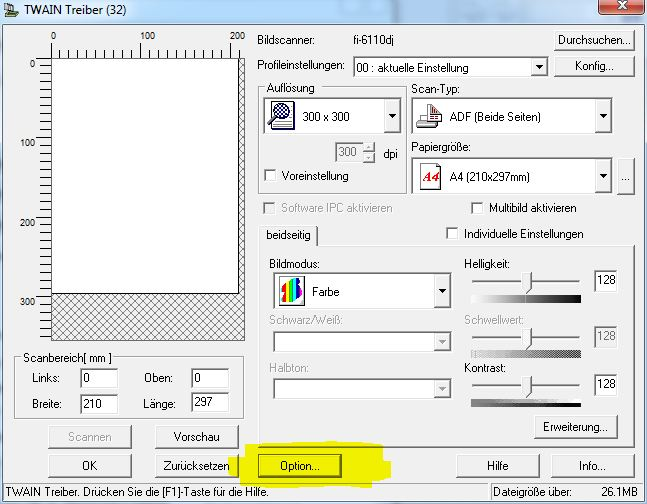 TWAIN Treiber (32)
0 100 200
0
100
200
300
Bildscanner: fi-6110dj Durchsuchen...
Profileinstellungen: 00 : aktuelle Einstellung Konfig...
Auflösung
300 x 300
300 dpi
Voreinstellung
Scan-Typ:
ADF (Beide Seiten)
Papiergröße:
A4 A4 (210x297mm) ...
Software IPC aktivieren Multibild aktivieren
beidseitig Individuelle Einstellungen
Bildmodus:
Farbe
Schwarz/Weiß:
Halbton:
Helligkeit:
128
Schwellwert:
128
Kontrast:
128
Erweiterung...
Scanbereich[ mm ]
Links: 0 Oben: 0
Breite: 210 Länge: 297
Scannen Vorschau
OK Zurücksetzen Option... Hilfe Info...
TWAIN Treiber. Drücken Sie die [F1]-Taste für die Hilfe. Dateigröße über: 26.1MB